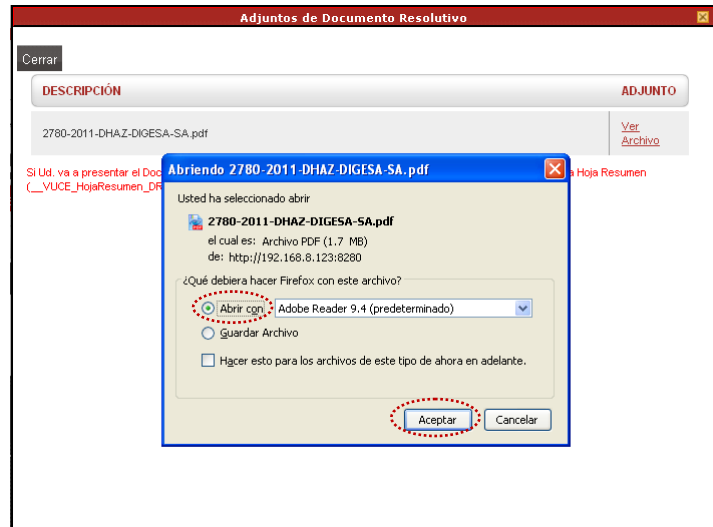 Adjuntos de Documento Resolutivo
Cerrar
DESCRIPCIÓN ADJUNTO
2780-2011-DHAZ-DIGESA-SA.pdf Ver
Archivo
Si Ud. va a presentar el Doc a Hoja Resumen
(__VUCE_HojaResumen_DR
Abriendo 2780-2011-DHAZ-DIGESA-SA.pdf
Usted ha seleccionado abrir
2780-2011-DHAZ-DIGESA-SA.pdf
el cual es: Archivo PDF (1.7 MB)
de: http://192.168.8.123:8280
¿Qué debiera hacer Firefox con este archivo?
Abrir con Adobe Reader 9.4 (predeterminado)
Guardar Archivo
Hacer esto para los archivos de este tipo de ahora en adelante.
Aceptar Cancelar